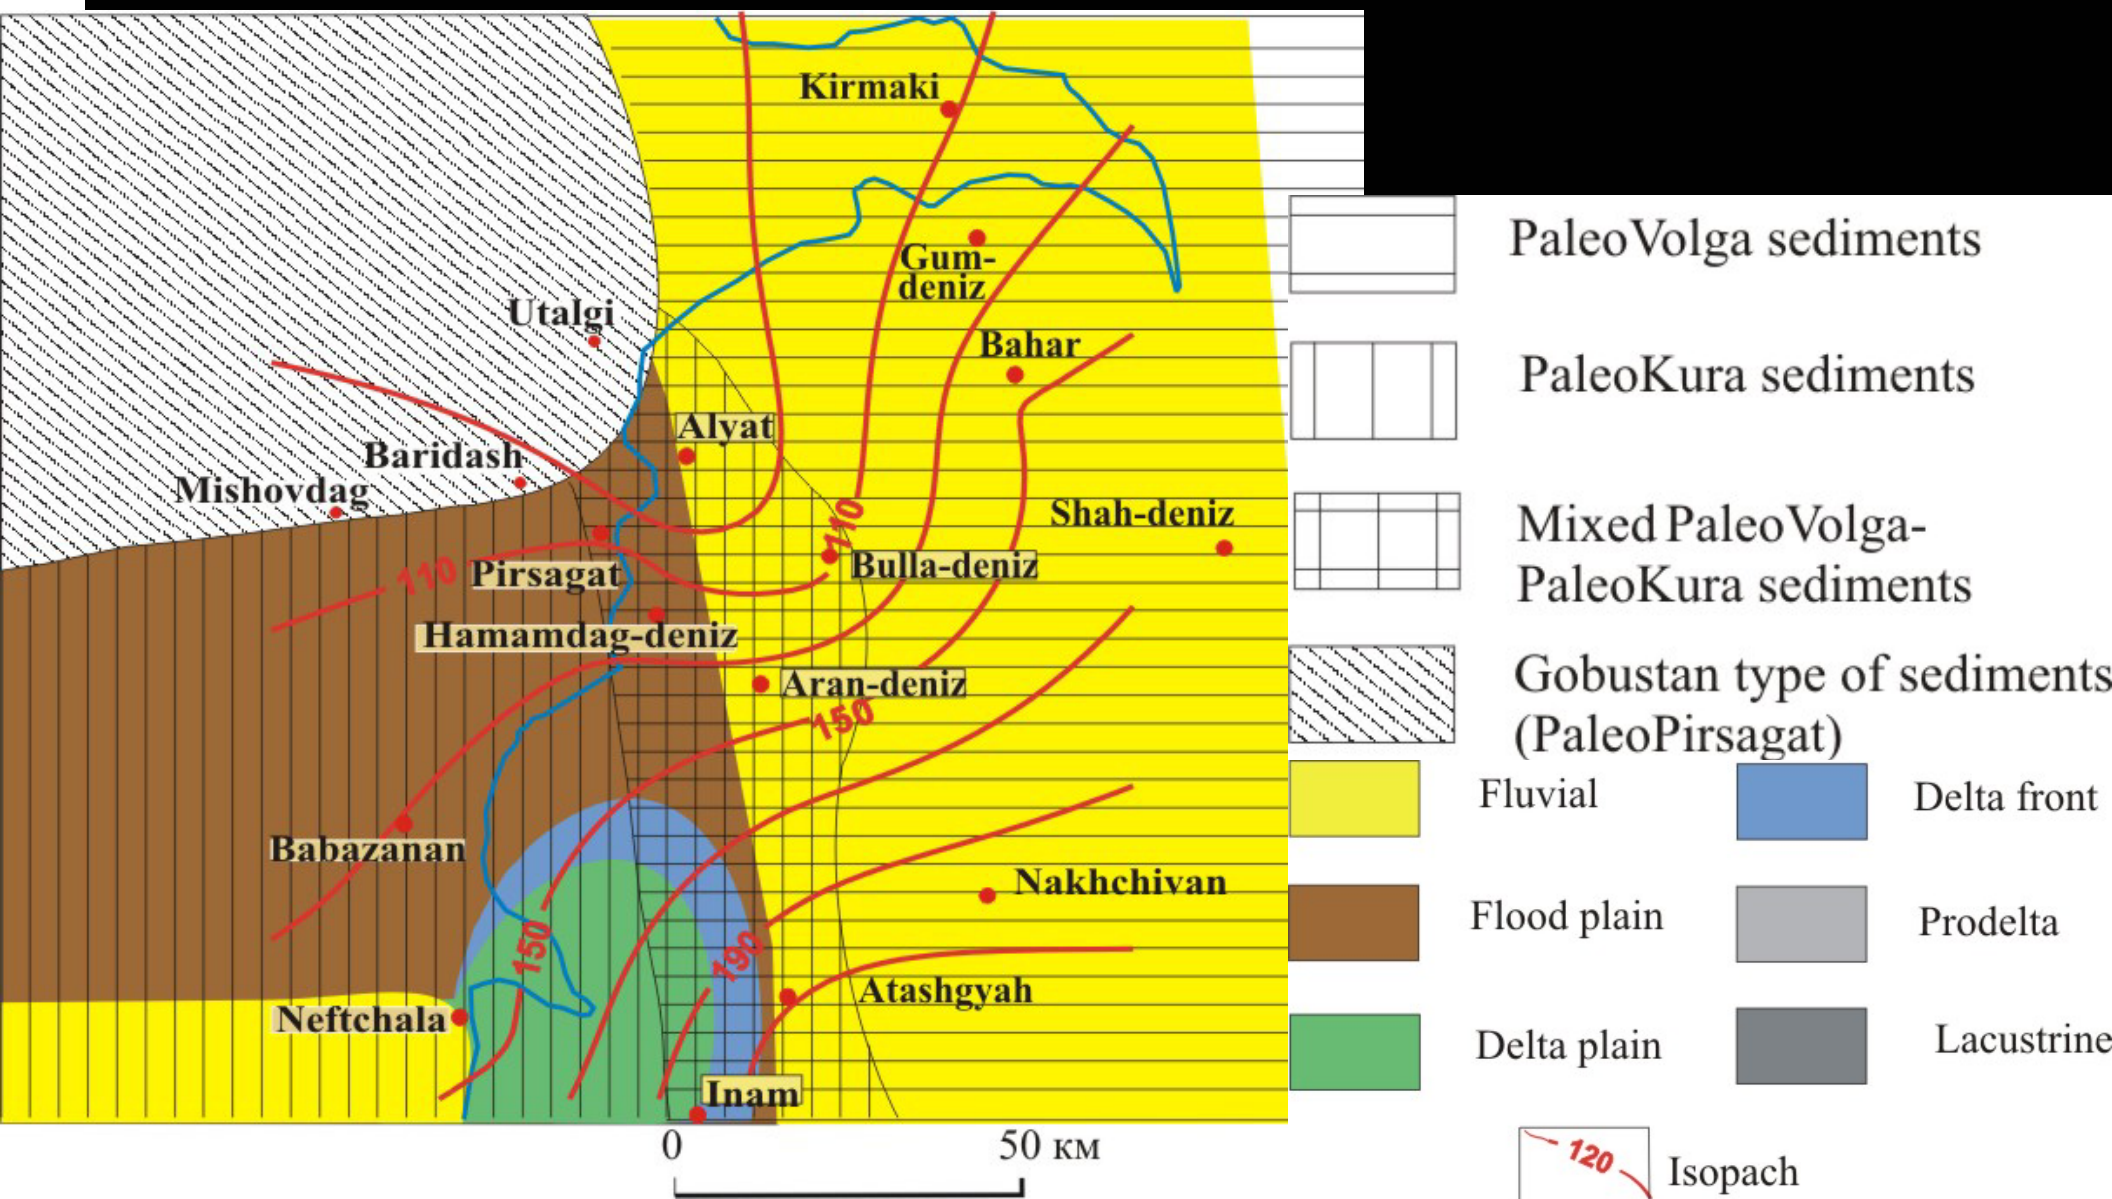 Kirmaki
Gum-
deniz
Utalgi
Bahar
Alyat
Baridash
Mishovdag
110
Shah-deniz
110
Pirsagat
Bulla-deniz
Hamamdag-deniz
Aran-deniz
150
Babazanan
Nakhchivan
150
190
Neftchala
Atashgyah
Inam
0
50 км
PaleoVolga sediments
PaleoKura sediments
Mixed PaleoVolga-
PaleoKura sediments
Gobustan type of sediments
(PaleoPirsagat)
Fluvial
Delta front
Flood plain
Prodelta
Delta plain
Lacustrine
120
Isopach